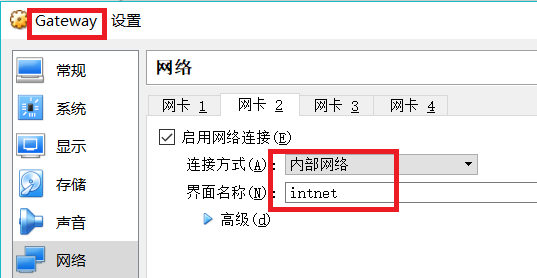 Gateway 设置
常规
系统
显示
存储
声音
网络
网络
网卡 1 网卡 2 网卡 3 网卡 4
启用网络连接(E)
连接方式(A): 内部网络
界面名称(N): intnet
高级(d)